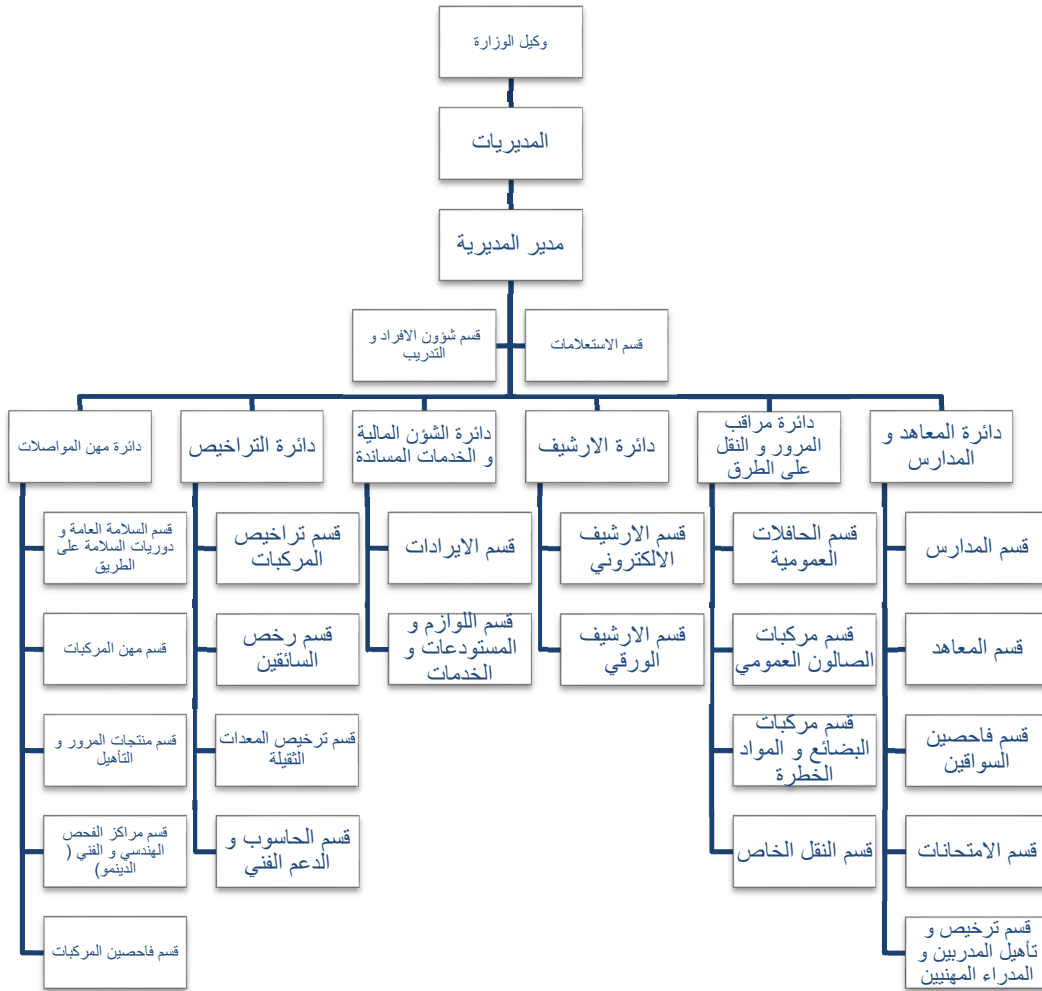 وكيل الوزارة
المديريات
مدير المديرية
قسم الاستعلامات
قسم شؤون الافراد و
التدريب
دائرة المعاهد و
المدارس
دائرة مراقب
المرور و النقل
على الطرق
دائرة الارشيف
دائرة الشؤن المالية
و الخدمات المساندة
دائرة التراخيص
دائرة مهن المواصلات
قسم المدارس
قسم المعاهد
قسم فاحصين
السواقين
قسم الامتحانات
قسم ترخيص و
تأهيل المدربين و
المدراء المهنيين
قسم الحافلات
العمومية
قسم مركبات
الصالون العمومي
قسم مركبات
البضائع و المواد
الخطرة
قسم النقل الخاص
قسم الارشيف
الالكتروني
قسم الارشيف
الورقي
قسم الايرادات
قسم اللوازم و
المستودعات و
الخدمات
قسم تراخيص
المركبات
قسم رخص
السائقين
قسم ترخيص المعدات
الثقيلة
قسم الحاسوب و
الدعم الفني
قسم السلامة العامة و
دوريات السلامة على
الطريق
قسم مهن المركبات
قسم منتجات المرور و
التأهيل
قسم مراكز الفحص
الهندسي و الفني (
الدينمو)
قسم فاحصين المركبات